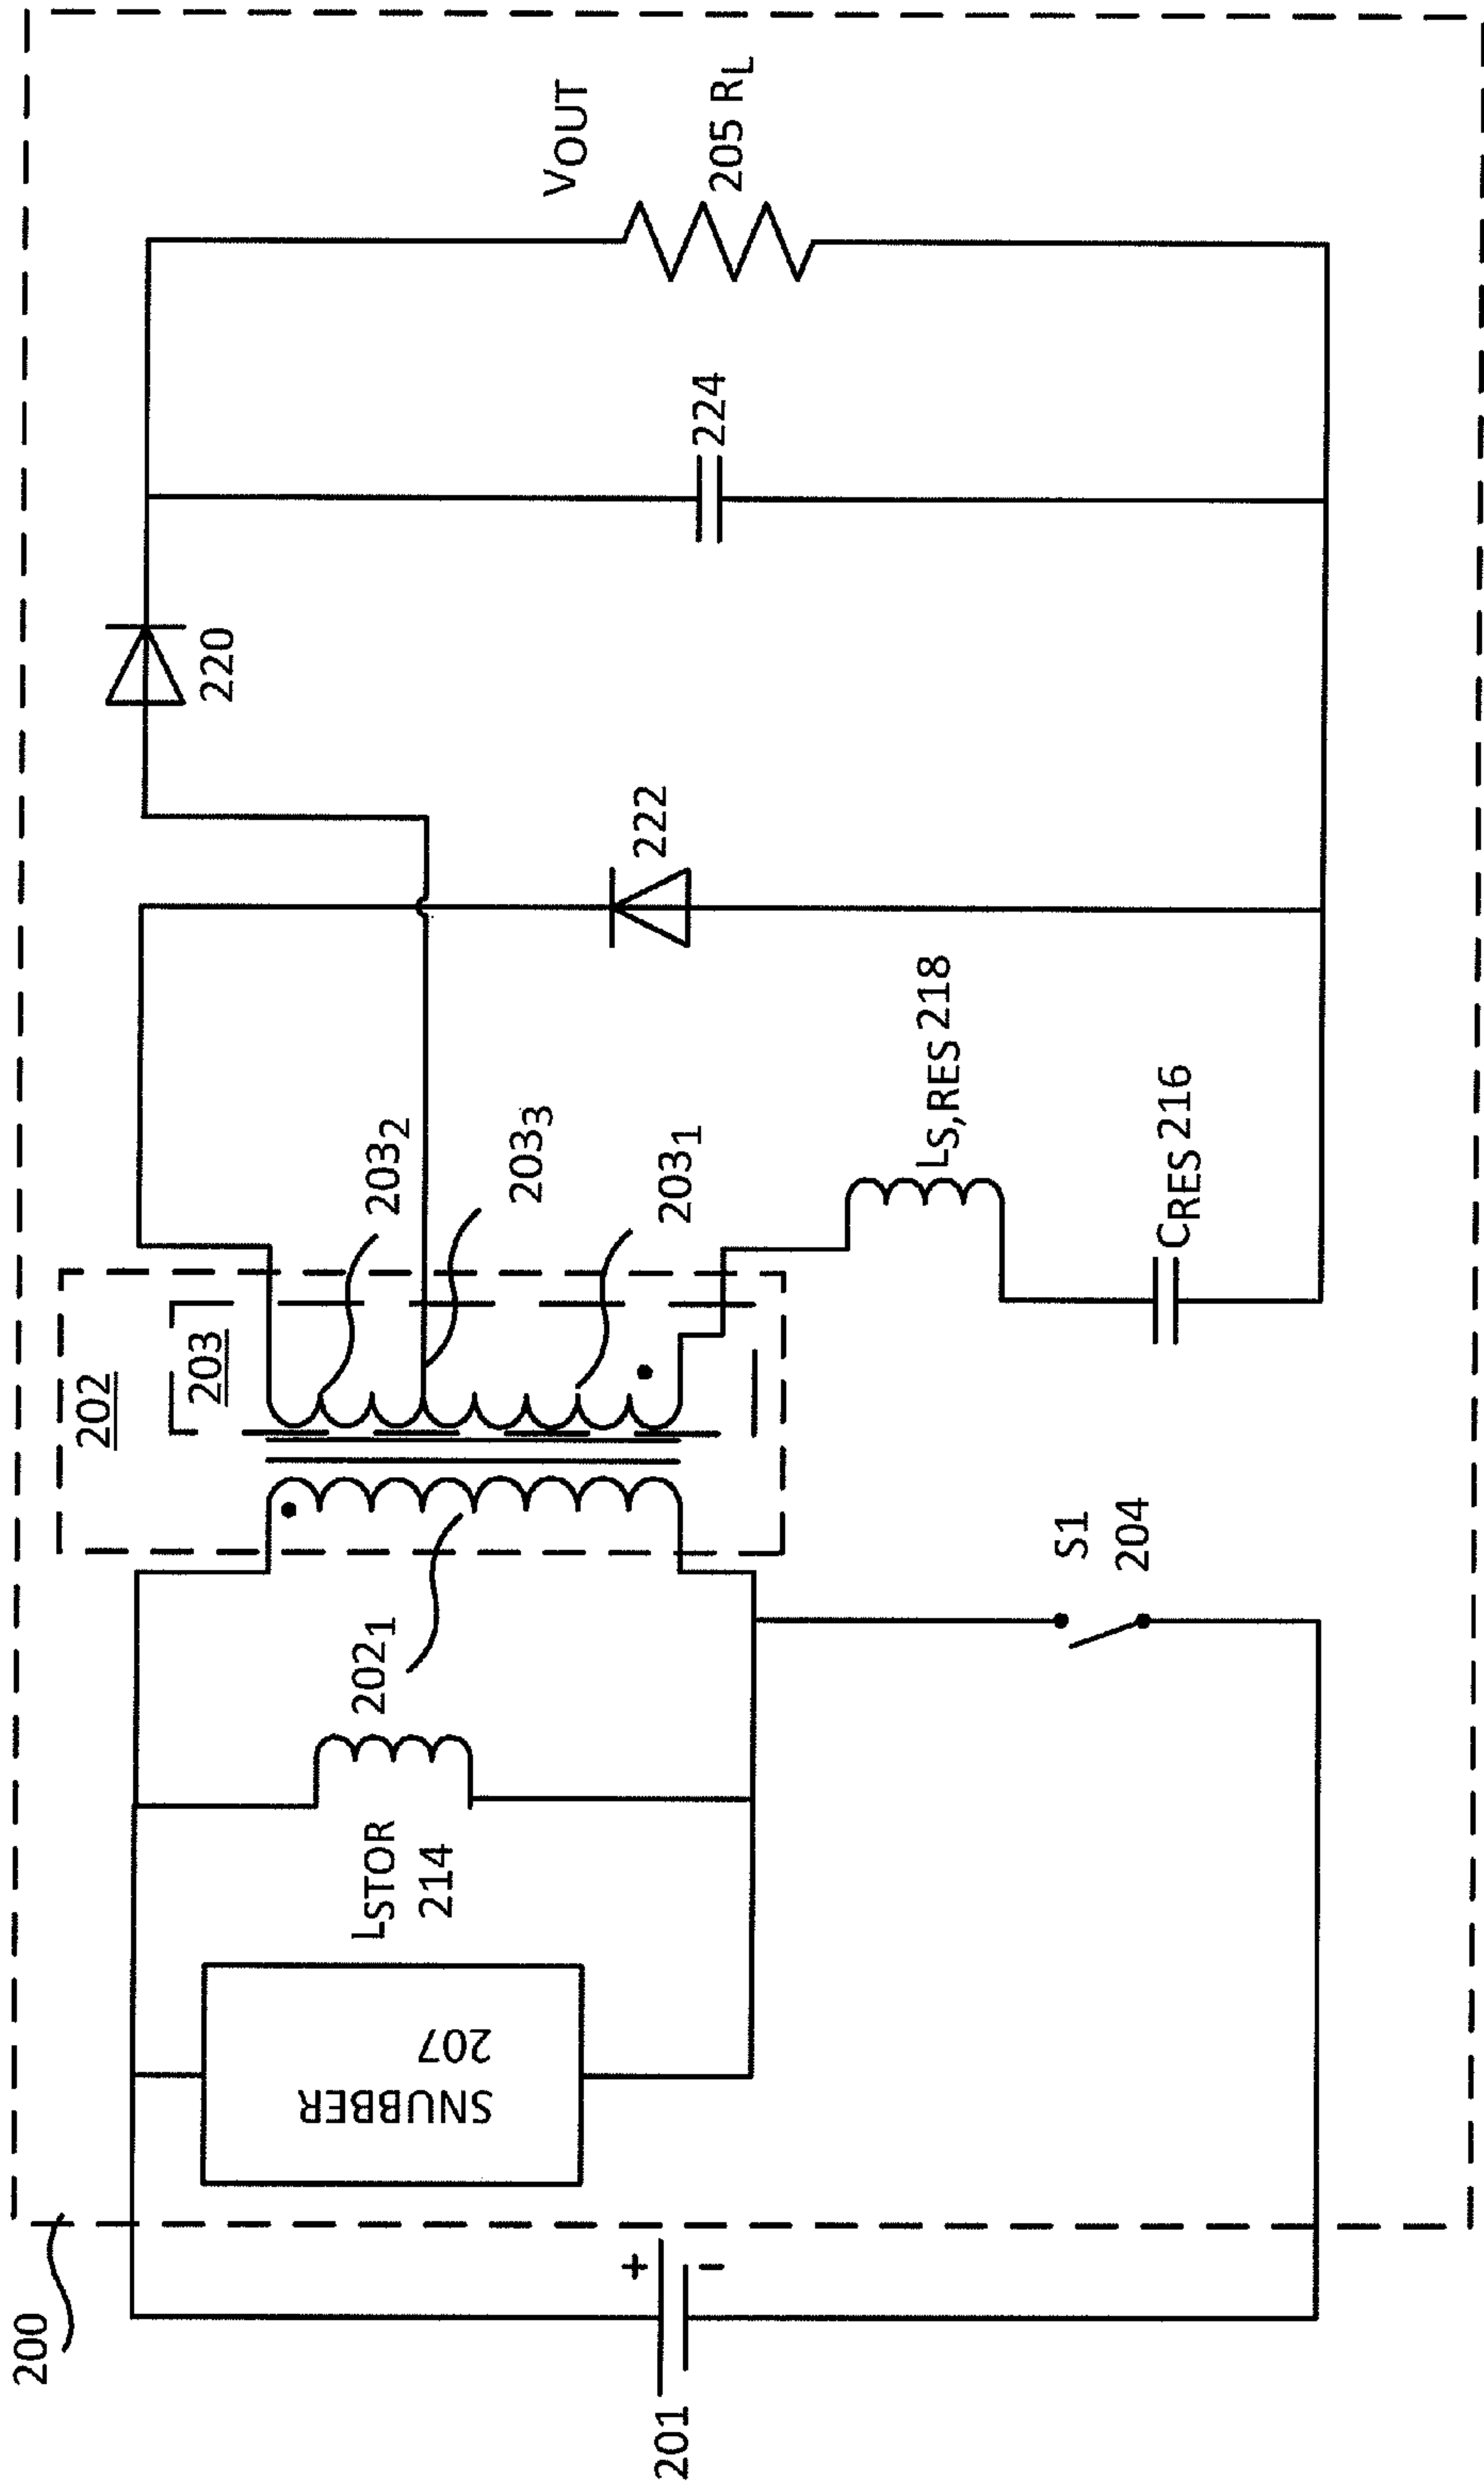 200
201
+
-
SNUBBER
207
LSTOR
214
202₁
S1
204
202
203
203₂
203₃
203₁
LS,RES 218
CRES 216
222
220
224
VOUT
205 RL